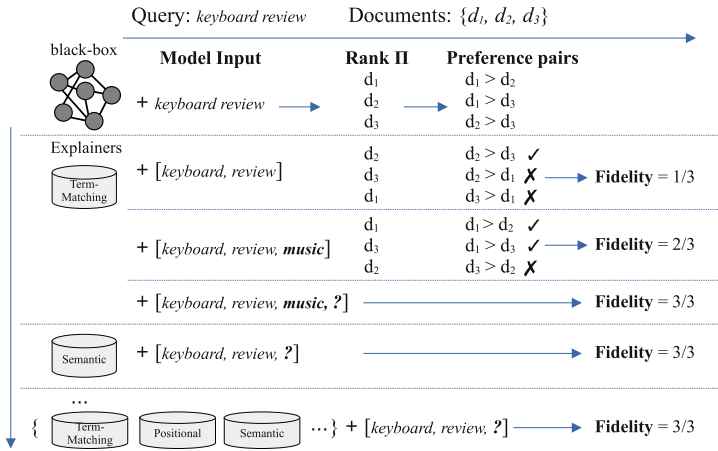 Query: keyboard review Documents: {d1, d2, d3}
black-box
Model Input Rank Π Preference pairs
d1 d1 > d2
+ keyboard review d2 d1 > d3
d3 d2 > d3
Explainers
Term-Matching
+ [keyboard, review]
d2 d2 > d3 ✓
d3 d2 > d1 ✗ Fidelity = 1/3
d1 d3 > d1 ✗
d1 d1 > d2 ✓
+ [keyboard, review, music] d3 d1 > d3 ✓ Fidelity = 2/3
d2 d3 > d2 ✗
+ [keyboard, review, music, ?] Fidelity = 3/3
Semantic + [keyboard, review, ?] Fidelity = 3/3
...
{ Term-Matching Positional Semantic ...} + [keyboard, review, ?] Fidelity = 3/3